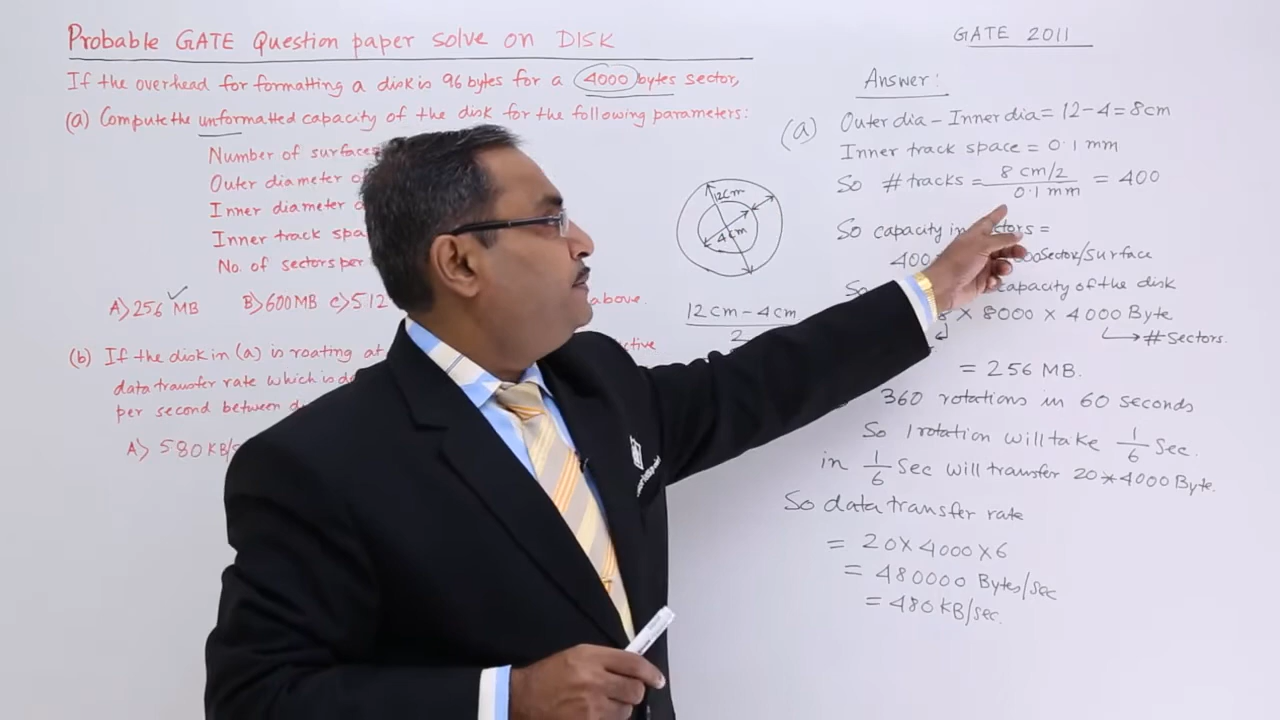 Probable GATE Question paper solve on DISK
If the overhead for formatting a disk is 96 bytes for a 4000 bytes sector,
(a) Compute the unformatted capacity of the disk for the following parameters:
Number of surfaces
Outer diameter
Inner diameter
Inner track spa
No. of sectors per
A> 256 MB B> 600MB C> 512 above.
(b) If the disk in (a) is roating at ctive
data transfer rate which is
per second between
A> 580 KB/s
12cm
4cm
12cm - 4cm
2
GATE 2011
Answer:
(a) Outer dia - Inner dia = 12 - 4 = 8cm
Inner track space = 0.1 mm
So # tracks = 8 cm/2 / 0.1 mm = 400
So capacity in =
400 Sector/Surface
So capacity of the disk
× 8000 × 4000 Byte
→ # Sectors.
= 256 MB.
360 rotations in 60 seconds
So 1 rotation will take 1/6 Sec.
in 1/6 Sec will transfer 20*4000 Byte.
So data transfer rate
= 20×4000×6
= 480000 Bytes/sec
= 480 KB/sec.